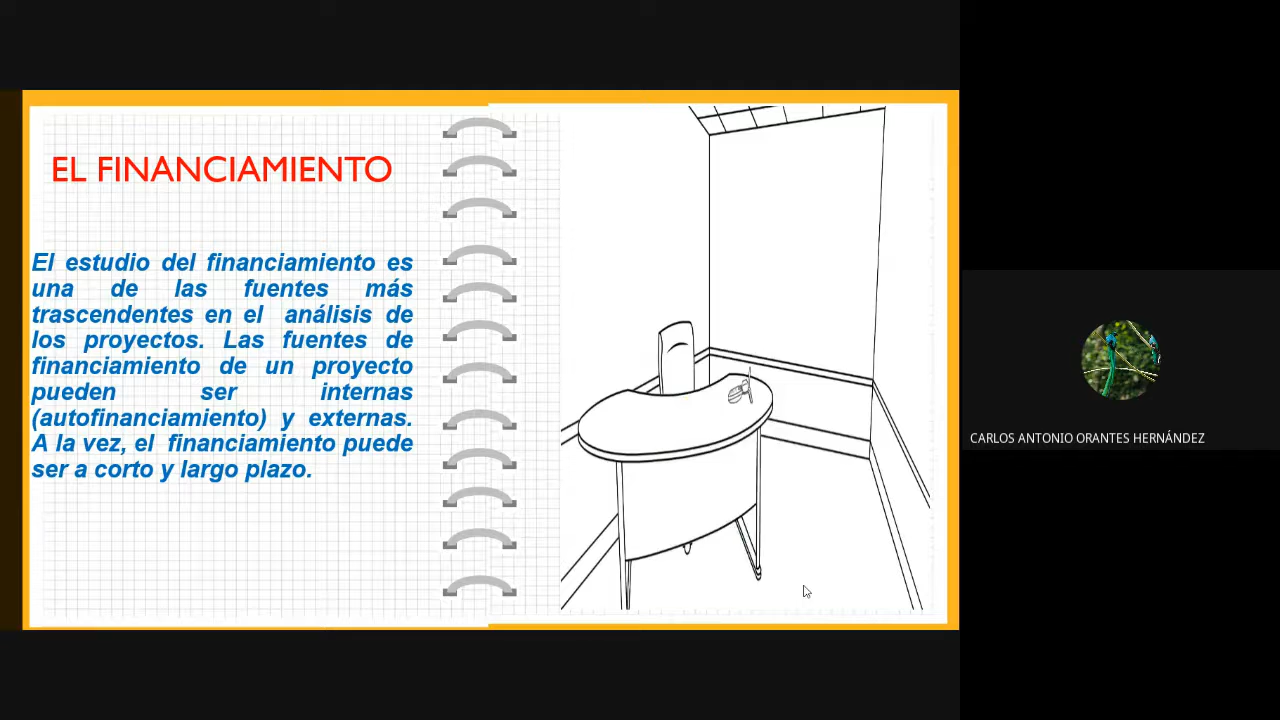 EL FINANCIAMIENTO
El estudio del financiamiento es
una de las fuentes más
trascendentes en el análisis de
los proyectos. Las fuentes de
financiamiento de un proyecto
pueden ser internas
(autofinanciamiento) y externas.
A la vez, el financiamiento puede
ser a corto y largo plazo.
CARLOS ANTONIO ORANTES HERNÁNDEZ